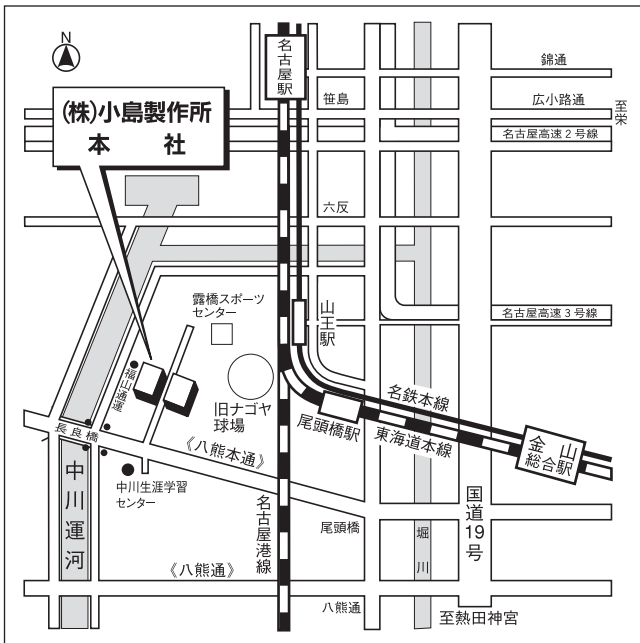 N
名古屋駅
錦通
笹島
広小路通
至栄
(株)小島製作所
本 社
名古屋高速2号線
六反
露橋スポーツ
センター
山王駅
名古屋高速3号線
福山通運
旧ナゴヤ
球場
尾頭橋駅
名鉄本線
東海道本線
金山
総合駅
長良橋
《八熊本通》
中川生涯学習
センター
中川運河
名古屋港線
尾頭橋
堀川
国道19号
《八熊通》
八熊通
至熱田神宮